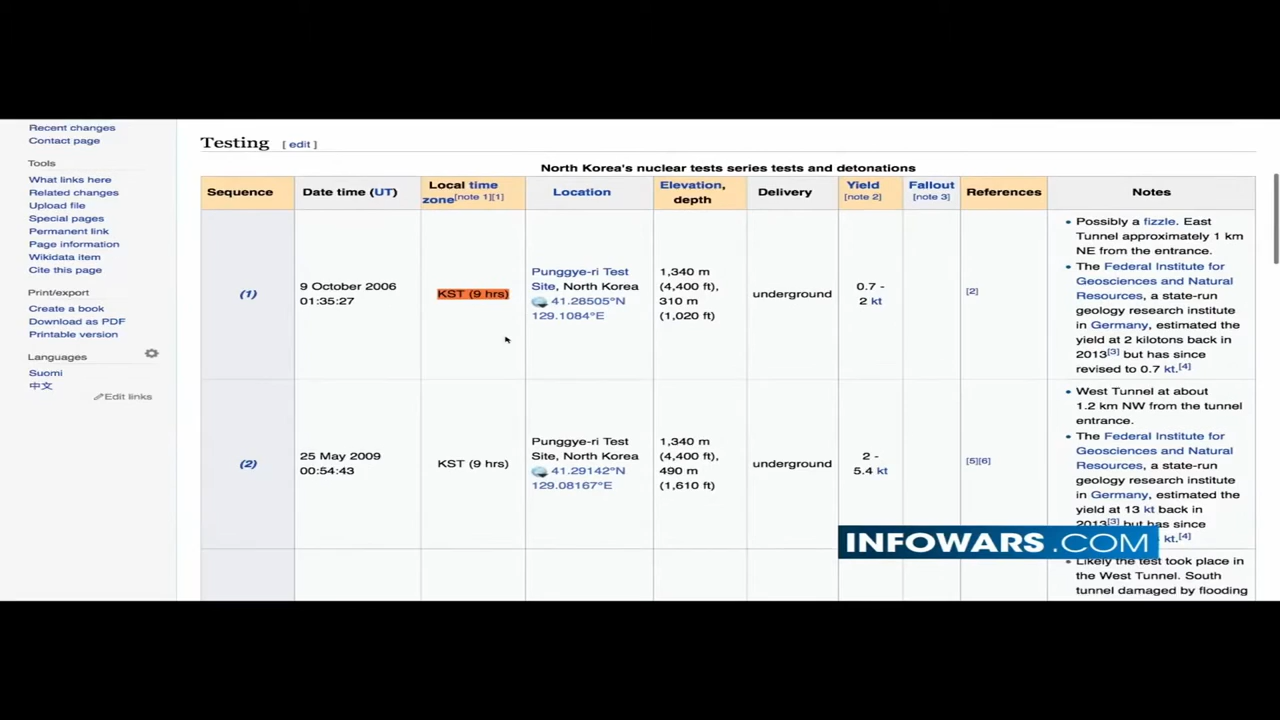 Recent changes
Contact page
Tools
What links here
Related changes
Upload file
Special pages
Permanent link
Page information
Wikidata item
Cite this page
Print/export
Create a book
Download as PDF
Printable version
Languages
Suomi
中文
Edit links
Testing [ edit ]
North Korea's nuclear tests series tests and detonations
Sequence
Date time (UT)
Local time
zone[note 1][1]
Location
Elevation,
depth
Delivery
Yield
[note 2]
Fallout
[note 3]
References
Notes
(1)
9 October 2006
01:35:27
KST (9 hrs)
Punggye-ri Test
Site, North Korea
41.28505°N
129.1084°E
1,340 m
(4,400 ft),
310 m
(1,020 ft)
underground
0.7 -
2 kt
[2]
• Possibly a fizzle. East
Tunnel approximately 1 km
NE from the entrance.
• The Federal Institute for
Geosciences and Natural
Resources, a state-run
geology research institute
in Germany, estimated the
yield at 2 kilotons back in
2013[3] but has since
revised to 0.7 kt.[4]
(2)
25 May 2009
00:54:43
KST (9 hrs)
Punggye-ri Test
Site, North Korea
41.29142°N
129.08167°E
1,340 m
(4,400 ft),
490 m
(1,610 ft)
underground
2 -
5.4 kt
[5][6]
• West Tunnel at about
1.2 km NW from the tunnel
entrance.
• The Federal Institute for
Geosciences and Natural
Resources, a state-run
geology research institute
in Germany, estimated the
yield at 13 kt back in
2013[3] but has since
kt.[4]
• Likely the test took place in
the West Tunnel. South
tunnel damaged by flooding
INFOWARS.COM